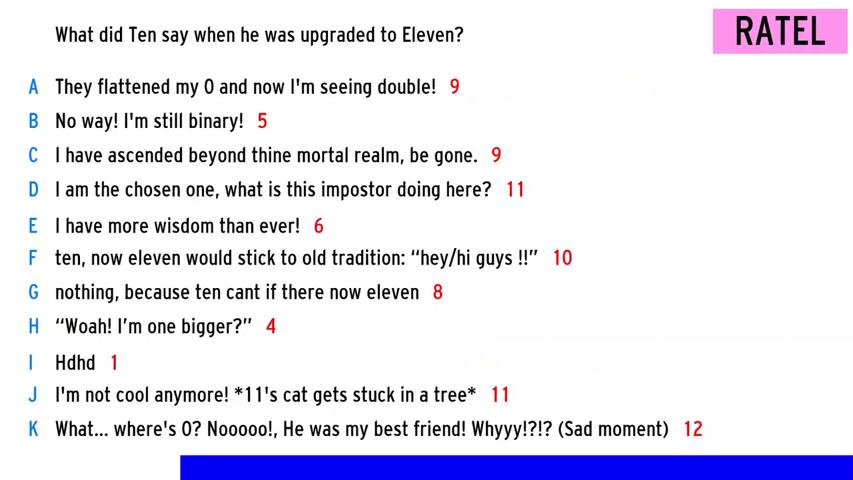 What did Ten say when he was upgraded to Eleven?
RATEL
A They flattened my 0 and now I'm seeing double! 9
B No way! I'm still binary! 5
C I have ascended beyond thine mortal realm, be gone. 9
D I am the chosen one, what is this impostor doing here? 11
E I have more wisdom than ever! 6
F ten, now eleven would stick to old tradition: “hey/hi guys !!” 10
G nothing, because ten cant if there now eleven 8
H “Woah! I’m one bigger?” 4
I Hdhd 1
J I'm not cool anymore! *11's cat gets stuck in a tree* 11
K What... where's 0? Nooooo!, He was my best friend! Whyyy!?!? (Sad moment) 12